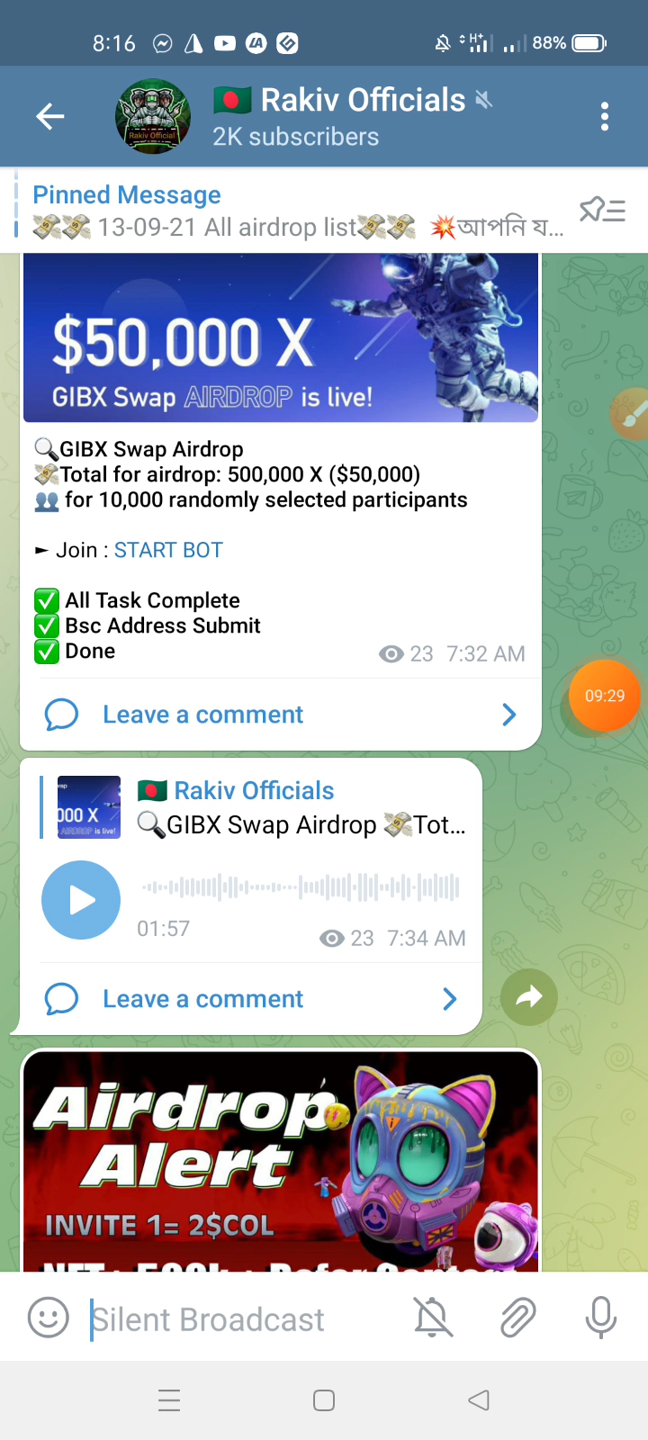 8:16
H+
88%
Rakiv Officials
2K subscribers
Rakiv Official
Pinned Message
💸💸 13-09-21 All airdrop list💸💸 💥আপনি য...
$50,000 X
GIBX Swap AIRDROP is live!
🔍GIBX Swap Airdrop
💸Total for airdrop: 500,000 X ($50,000)
👥 for 10,000 randomly selected participants
► Join : START BOT
✅ All Task Complete
✅ Bsc Address Submit
✅ Done
23 7:32 AM
09:29
Leave a comment
🇧🇩 Rakiv Officials
🔍GIBX Swap Airdrop 💸Tot...
01:57
23 7:34 AM
Leave a comment
Airdrop
Alert
INVITE 1= 2$COL
Silent Broadcast